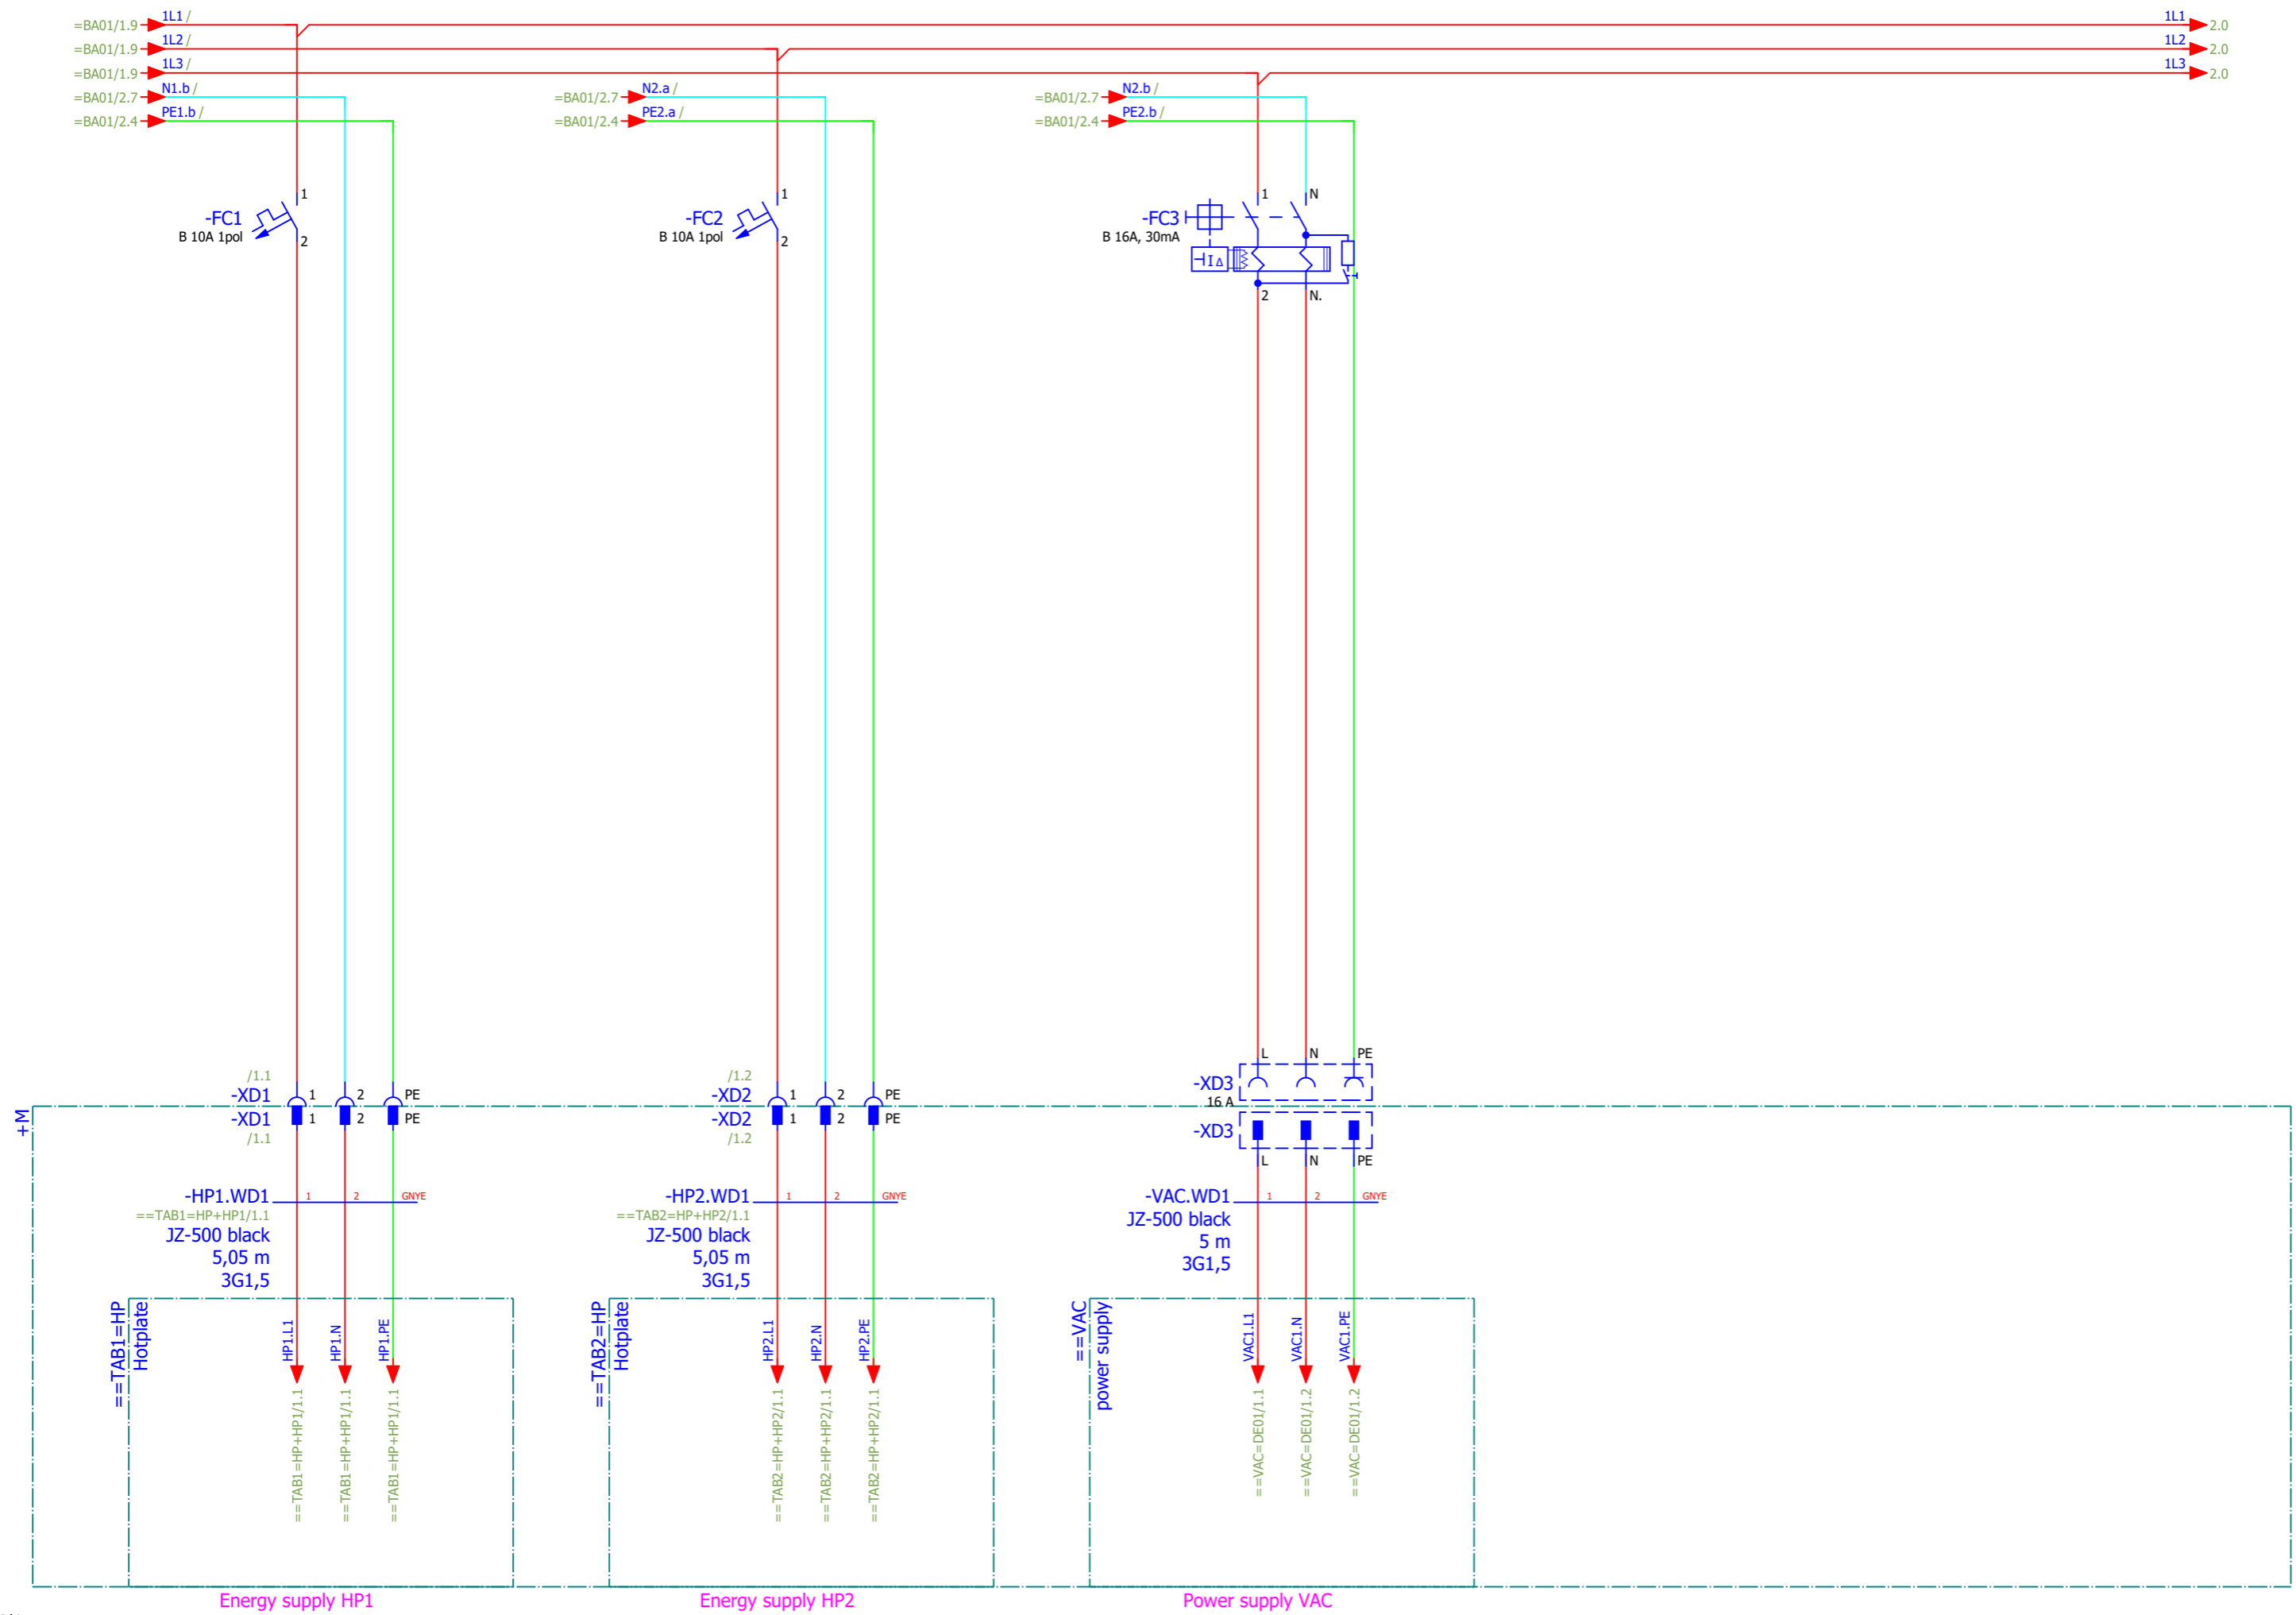 =BA01/1.9 1L1 / 1L1 2.0
=BA01/1.9 1L2 / 1L2 2.0
=BA01/1.9 1L3 / 1L3 2.0
=BA01/2.7 N1.b / =BA01/2.7 N2.a / =BA01/2.7 N2.b /
=BA01/2.4 PE1.b / =BA01/2.4 PE2.a / =BA01/2.4 PE2.b /
1 1 1 N
-FC1 -FC2 -FC3
B 10A 1pol B 10A 1pol B 16A, 30mA
2 2
I Δ
2 N.
L N PE
/1.1 /1.2
-XD1 1 2 PE -XD2 1 2 PE -XD3
16 A
-XD1 1 2 PE -XD2 1 2 PE -XD3
/1.1 /1.2
L N PE
+M
-HP1.WD1 1 2 GNYE -HP2.WD1 1 2 GNYE -VAC.WD1 1 2 GNYE
==TAB1=HP+HP1/1.1 ==TAB2=HP+HP2/1.1
JZ-500 black JZ-500 black JZ-500 black
5,05 m 5,05 m 5 m
3G1,5 3G1,5 3G1,5
==TAB1=HP
Hotplate
HP1.L1
HP1.N
HP1.PE
==TAB1=HP+HP1/1.1
==TAB1=HP+HP1/1.1
==TAB1=HP+HP1/1.1
==TAB2=HP
Hotplate
HP2.L1
HP2.N
HP2.PE
==TAB2=HP+HP2/1.1
==TAB2=HP+HP2/1.1
==TAB2=HP+HP2/1.1
==VAC
power supply
VAC1.L1
VAC1.N
VAC1.PE
==VAC=DE01/1.1
==VAC=DE01/1.2
==VAC=DE01/1.2
Energy supply HP1 Energy supply HP2 Power supply VAC